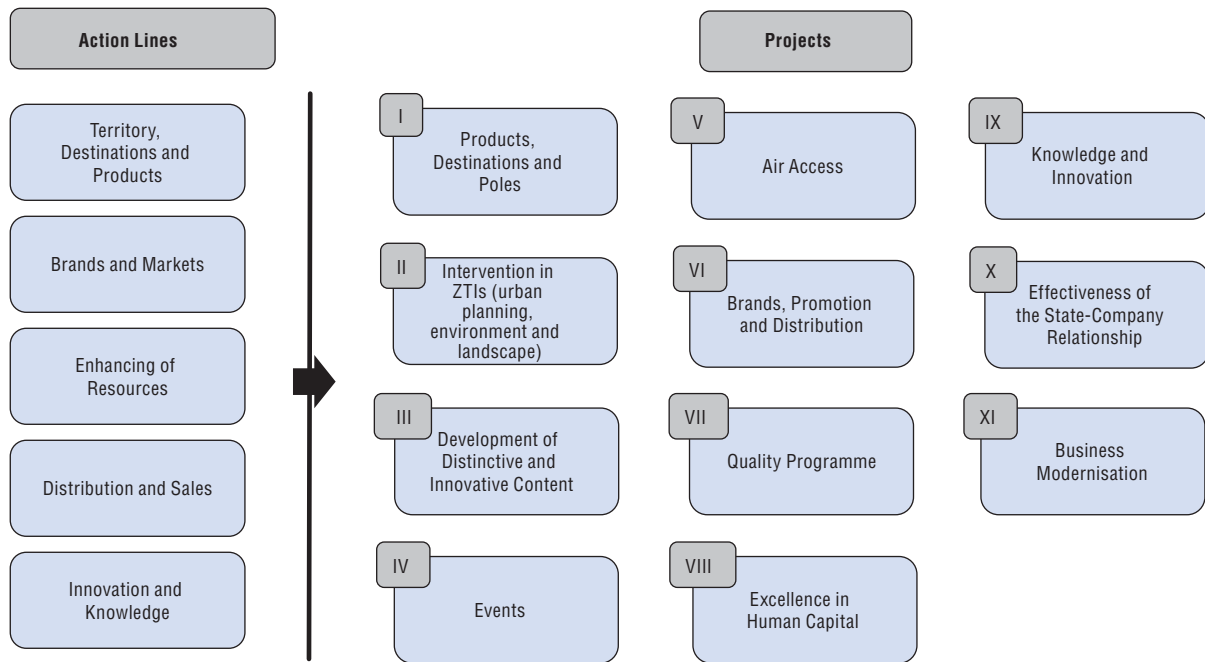 Action Lines
Territory,
Destinations and
Products
Brands and Markets
Enhancing of
Resources
Distribution and Sales
Innovation and
Knowledge
Projects
I
Products,
Destinations and
Poles
II
Intervention in
ZTIs (urban
planning,
environment and
landscape)
III
Development of
Distinctive and
Innovative Content
IV
Events
V
Air Access
VI
Brands, Promotion
and Distribution
VII
Quality Programme
VIII
Excellence in
Human Capital
IX
Knowledge and
Innovation
X
Effectiveness of
the State-Company
Relationship
XI
Business
Modernisation